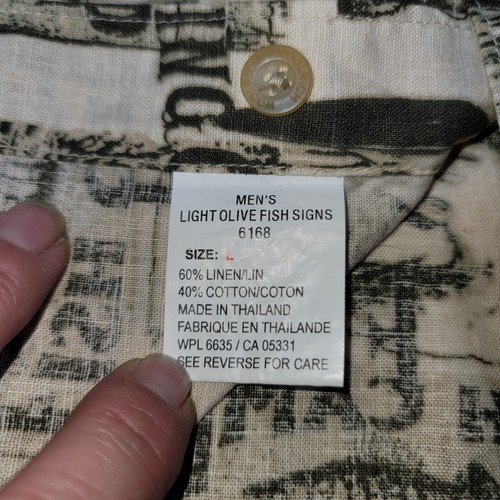 MEN'S
LIGHT OLIVE FISH SIGNS
6168
SIZE: L
60% LINEN/LIN
40% COTTON/COTON
MADE IN THAILAND
FABRIQUE EN THAILANDE
WPL 6635 / CA 05331
SEE REVERSE FOR CARE